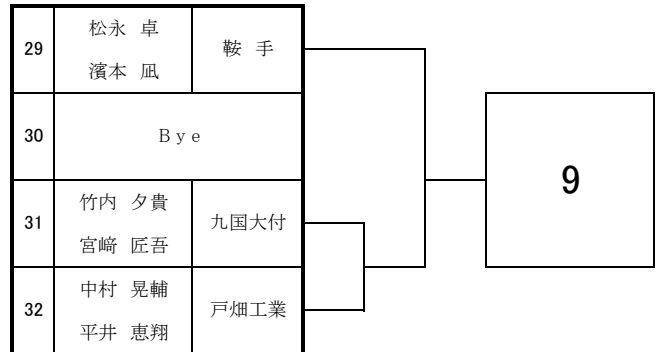 29
松永 卓
濱本 凪
鞍 手
30
Bye
31
竹内 夕貴
宮﨑 匠吾
九国大付
32
中村 晃輔
平井 恵翔
戸畑工業
9